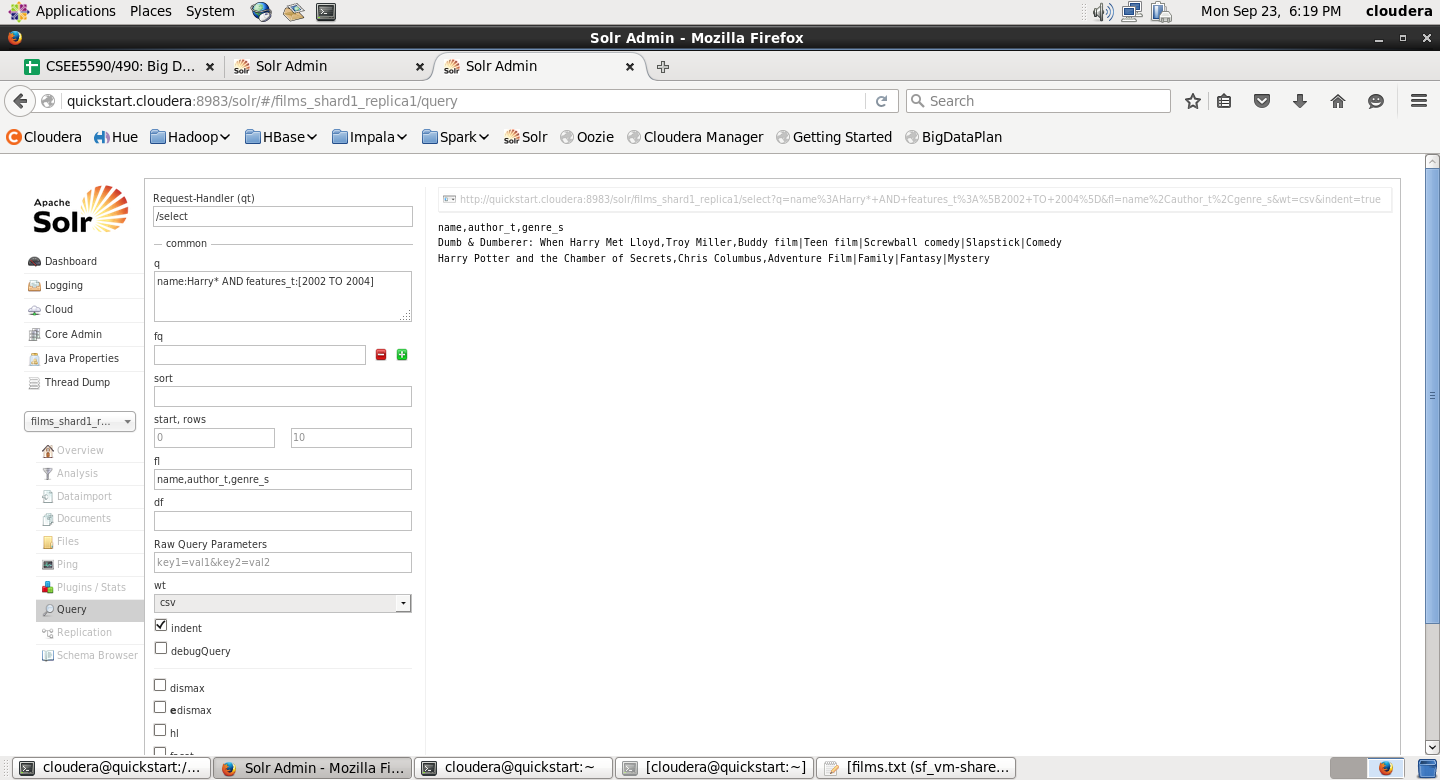 Applications Places System Mon Sep 23, 6:19 PM cloudera
Solr Admin - Mozilla Firefox
CSEE5590/490: Big D... Solr Admin Solr Admin
quickstart.cloudera:8983/solr/#/films_shard1_replica1/query Search
Cloudera Hue Hadoop HBase Impala Spark Solr Oozie Cloudera Manager Getting Started BigDataPlan
Apache
Solr
Dashboard
Logging
Cloud
Core Admin
Java Properties
Thread Dump
films_shard1_r...
Overview
Analysis
Dataimport
Documents
Files
Ping
Plugins / Stats
Query
Replication
Schema Browser
Request-Handler (qt)
/select
common
q
name:Harry* AND features_t:[2002 TO 2004]
fq
sort
start, rows
0 10
fl
name,author_t,genre_s
df
Raw Query Parameters
key1=val1&key2=val2
wt
csv
indent
debugQuery
dismax
edismax
hl
facet
http://quickstart.cloudera:8983/solr/films_shard1_replica1/select?q=name%3AHarry*+AND+features_t%3A%5B2002+TO+2004%5D&fl=name%2Cauthor_t%2Cgenre_s&wt=csv&indent=true
name,author_t,genre_s
Dumb & Dumberer: When Harry Met Lloyd,Troy Miller,Buddy film|Teen film|Screwball comedy|Slapstick|Comedy
Harry Potter and the Chamber of Secrets,Chris Columbus,Adventure Film|Family|Fantasy|Mystery
cloudera@quickstart:/... Solr Admin - Mozilla Fi... cloudera@quickstart:~ [cloudera@quickstart:~] [films.txt (sf_vm-share...